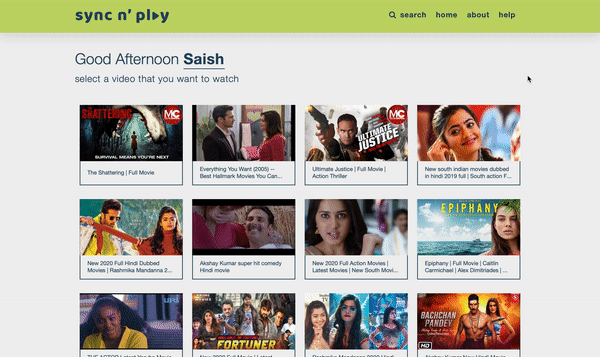 sync n' play
search home about help
Good Afternoon Saish
select a video that you want to watch
THE SHATTERING
MC
SURVIVAL MEANS YOU'RE NEXT
ULTIMATE JUSTICE
MC
The Shattering | Full Movie
Everything You Want (2005) --
Best Hallmark Movies You Can...
Ultimate Justice | Full Movie |
Action Thriller
New south indian movies dubbed
in hindi 2019 full | South action F...
EPIPHANY
New 2020 Full Hindi Dubbed
Movies | Rashmika Mandanna 2...
Akshay Kumar super hit comedy
Hindi movie
New 2020 Full Action Movies |
Latest Movies | New South Movi...
Epiphany | Full Movie | Caitlin
Carmichael | Alex Dimitriades | ...
FORTUNER
BACHCHAN
PANDEY
HD